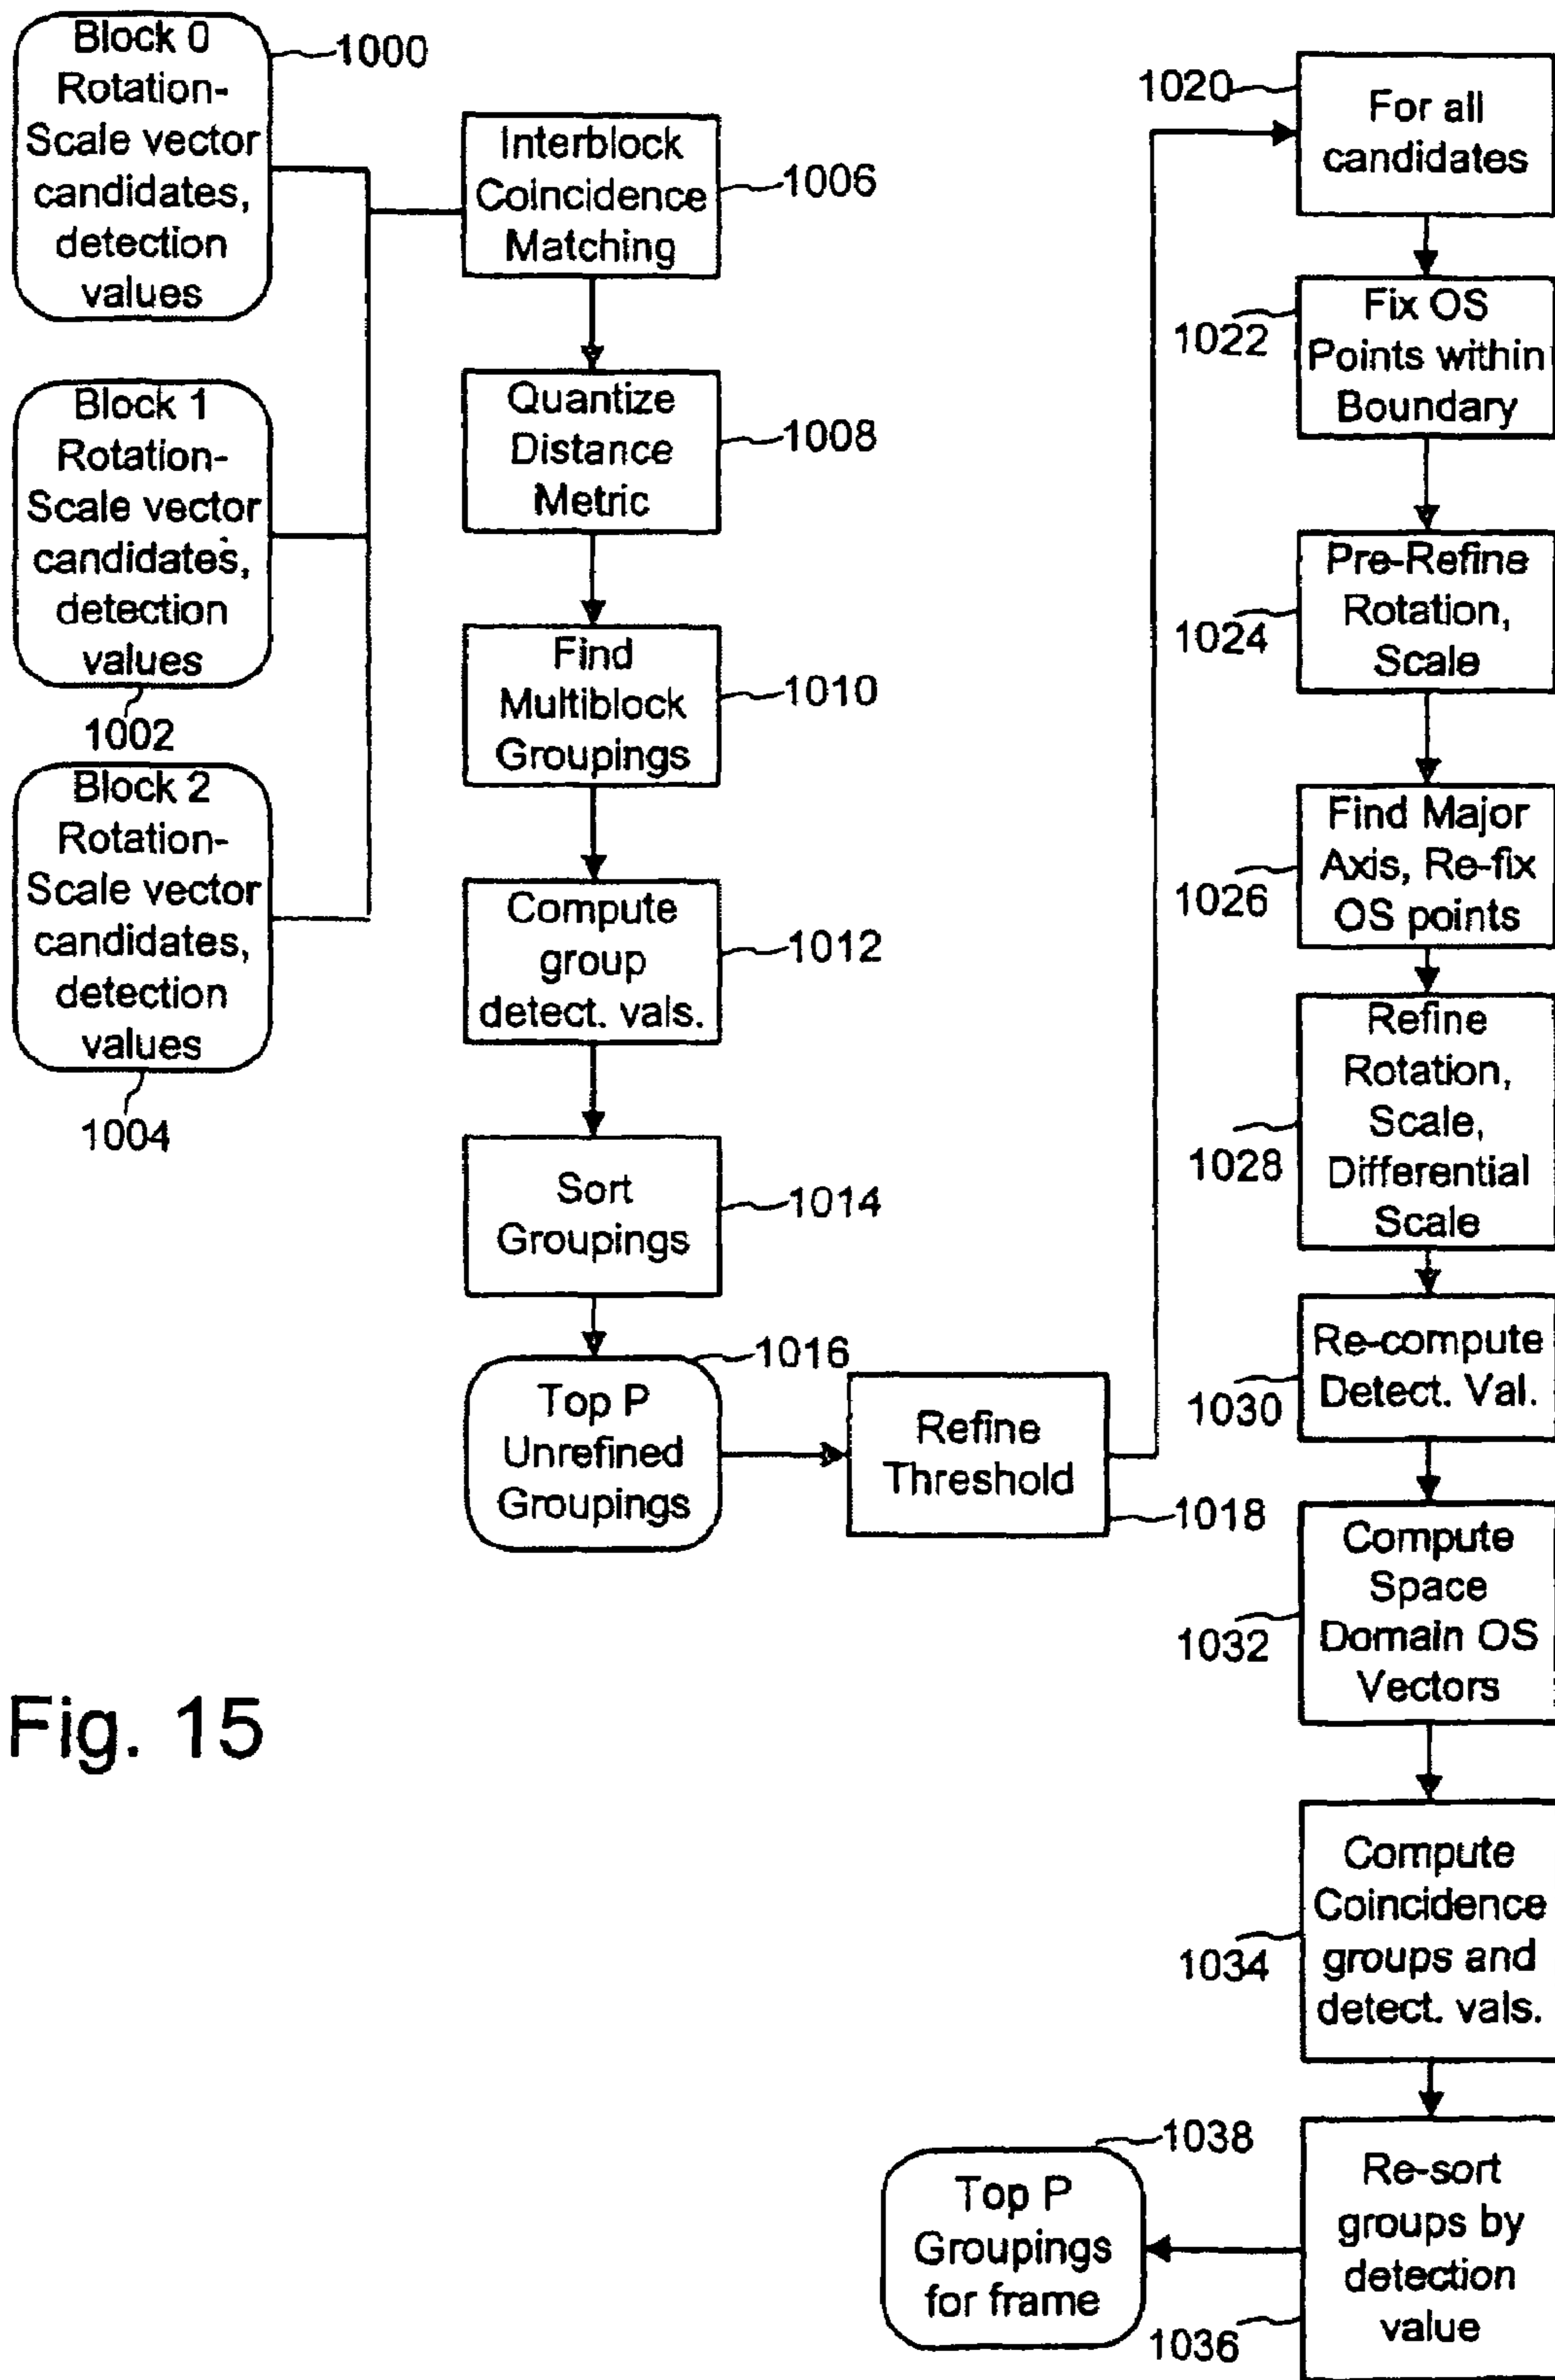 Block 0
Rotation-
Scale vector
candidates,
detection
values
1000
Block 1
Rotation-
Scale vector
candidates,
detection
values
1002
Block 2
Rotation-
Scale vector
candidates,
detection
values
1004
Interblock
Coincidence
Matching
1006
Quantize
Distance
Metric
1008
Find
Multiblock
Groupings
1010
Compute
group
detect. vals.
1012
Sort
Groupings
1014
Top P
Unrefined
Groupings
1016
Refine
Threshold
1018
1020
For all
candidates
1022
Fix OS
Points within
Boundary
1024
Pre-Refine
Rotation,
Scale
1026
Find Major
Axis, Re-fix
OS points
1028
Refine
Rotation,
Scale,
Differential
Scale
1030
Re-compute
Detect. Val.
1032
Compute
Space
Domain OS
Vectors
1034
Compute
Coincidence
groups and
detect. vals.
1036
Re-sort
groups by
detection
value
1038
Top P
Groupings
for frame
Fig. 15